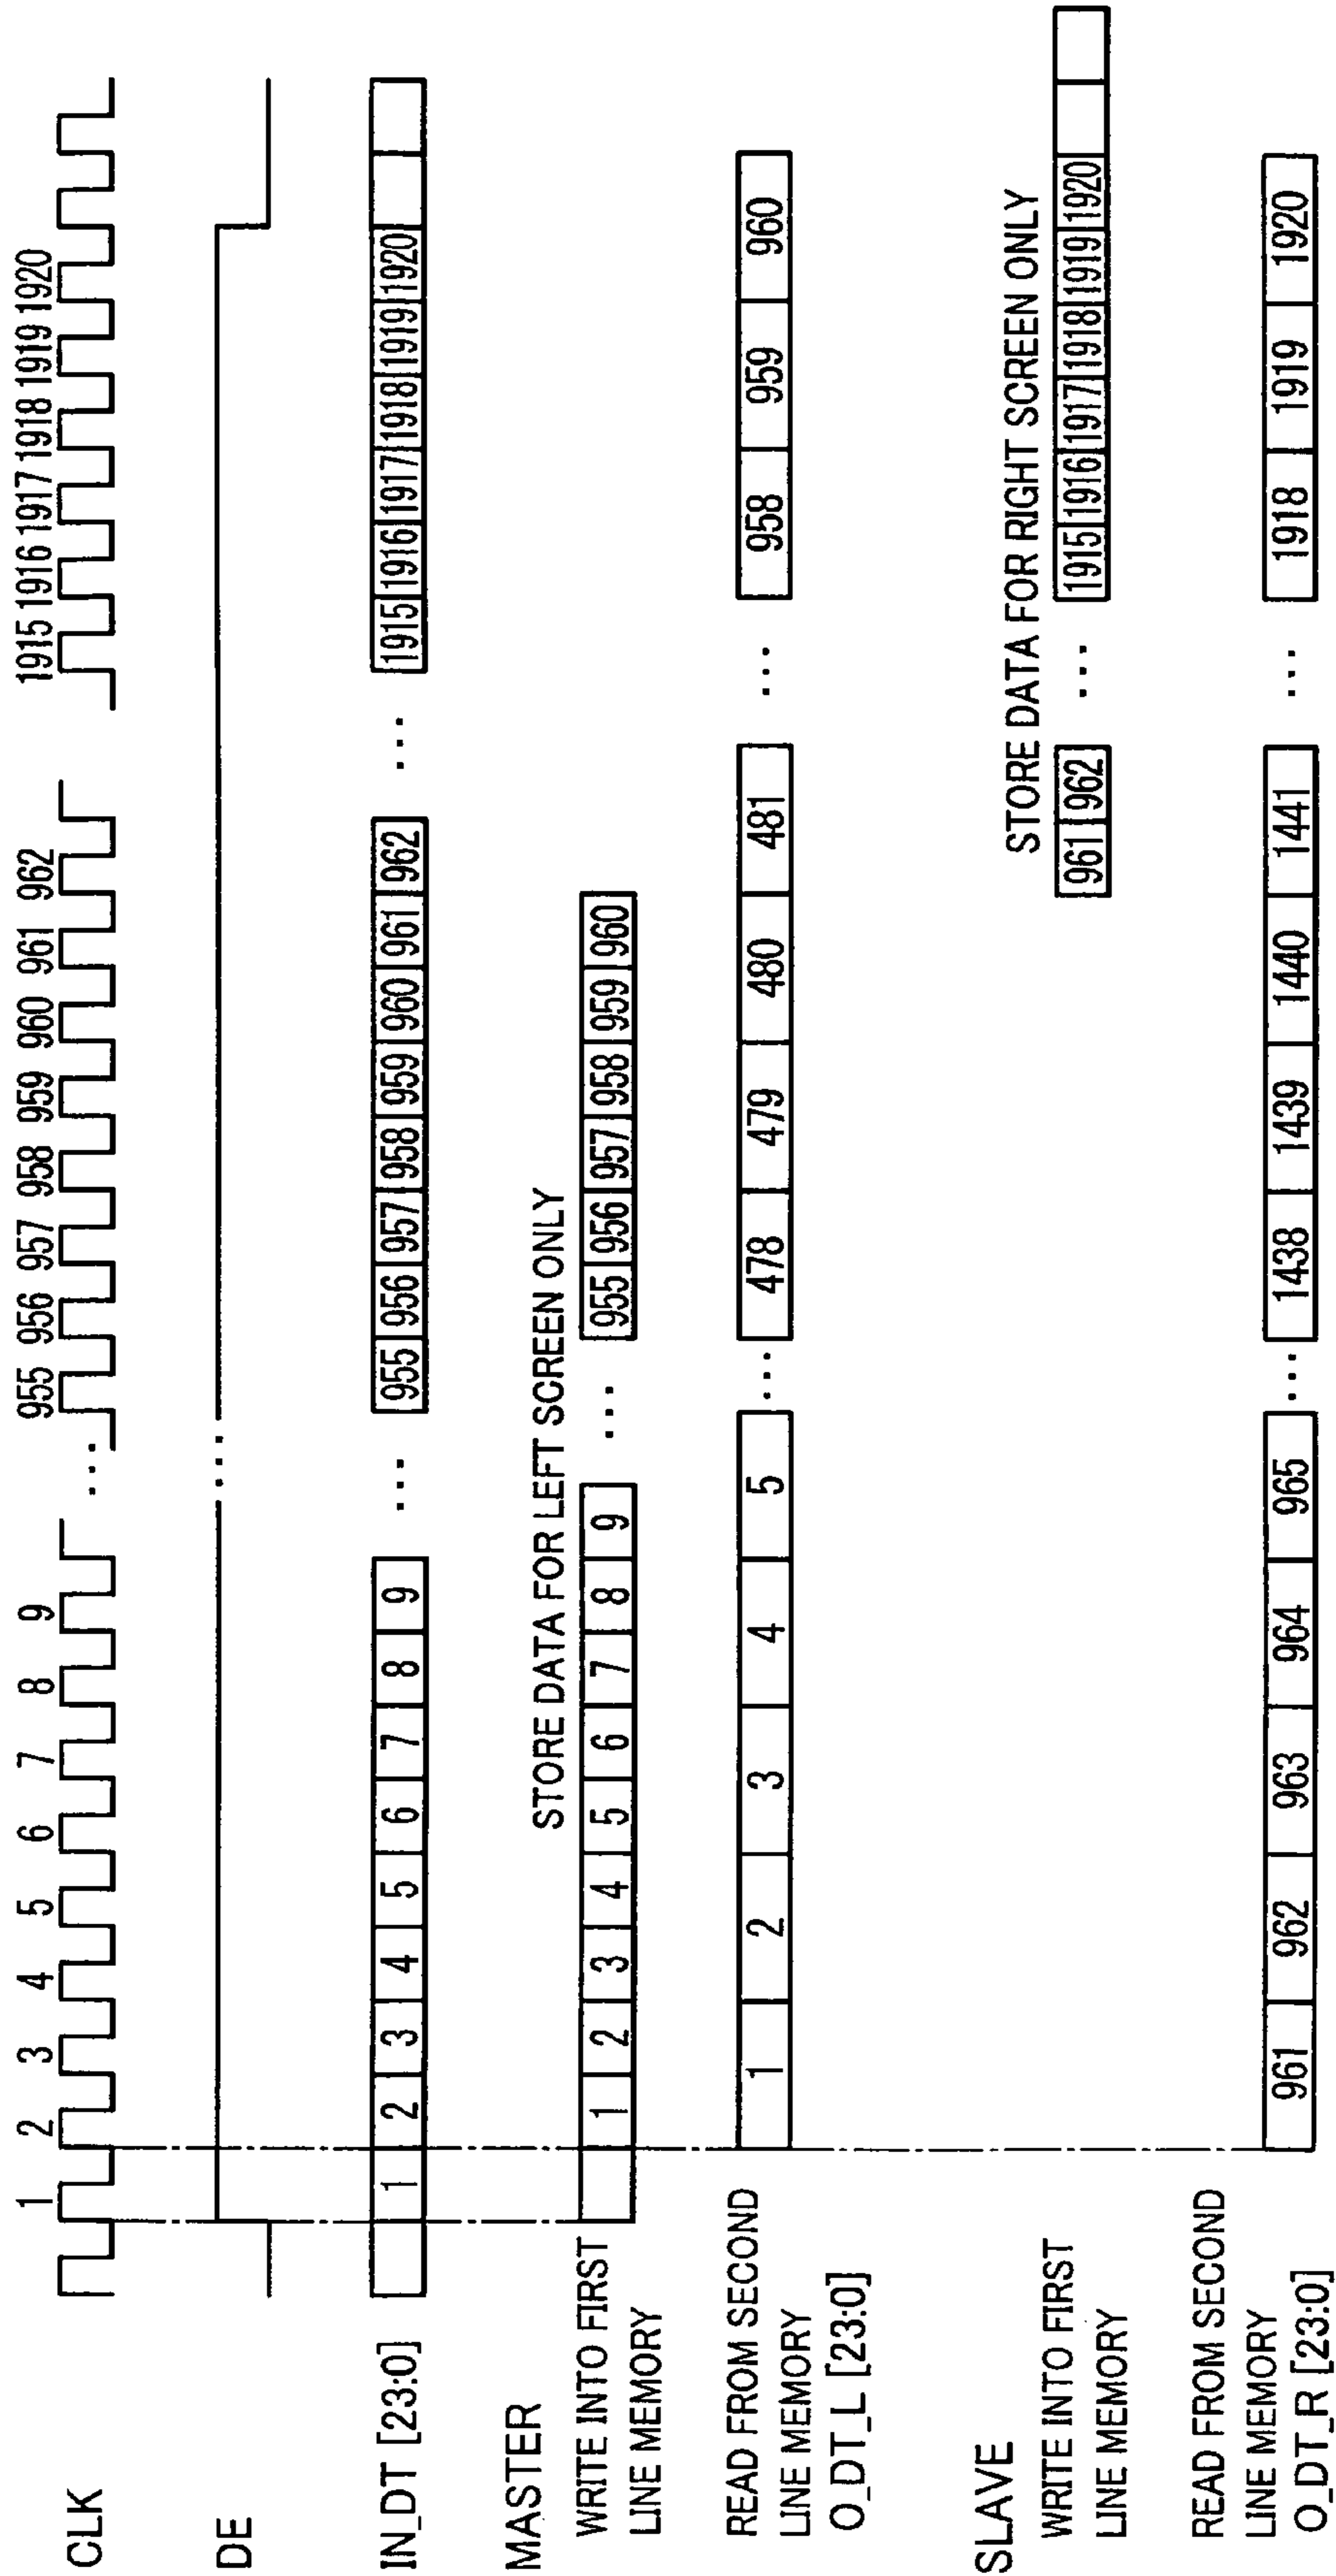 1 2 3 4 5 6 7 8 9 ... 955 956 957 958 959 960 961 962 1915 1916 1917 1918 1919 1920
CLK
DE
...
IN_DT [23:0]
1 2 3 4 5 6 7 8 9 ... 955 956 957 958 959 960 961 962 ... 1915 1916 1917 1918 1919 1920
MASTER
STORE DATA FOR LEFT SCREEN ONLY
WRITE INTO FIRST
LINE MEMORY
1 2 3 4 5 6 7 8 9 ... 955 956 957 958 959 960
READ FROM SECOND
LINE MEMORY
O_DT_L [23:0]
1 2 3 4 5 ... 478 479 480 481 ... 958 959 960
SLAVE
STORE DATA FOR RIGHT SCREEN ONLY
WRITE INTO FIRST
LINE MEMORY
961 962 ... 1915 1916 1917 1918 1919 1920
READ FROM SECOND
LINE MEMORY
O_DT_R [23:0]
961 962 963 964 965 ... 1438 1439 1440 1441 ... 1918 1919 1920